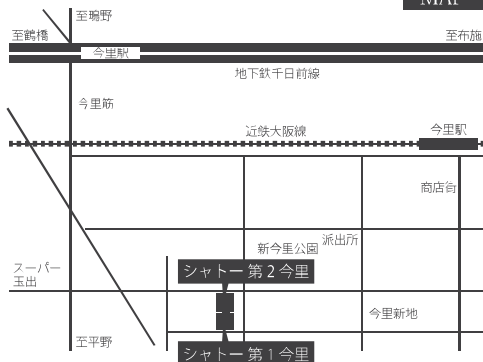 MAP
至鴫野
至鶴橋
至布施
今里駅
地下鉄千日前線
今里筋
近鉄大阪線
今里駅
商店街
派出所
新今里公園
スーパー
玉出
シャトー 第2今里
今里新地
至平野
シャトー 第1今里